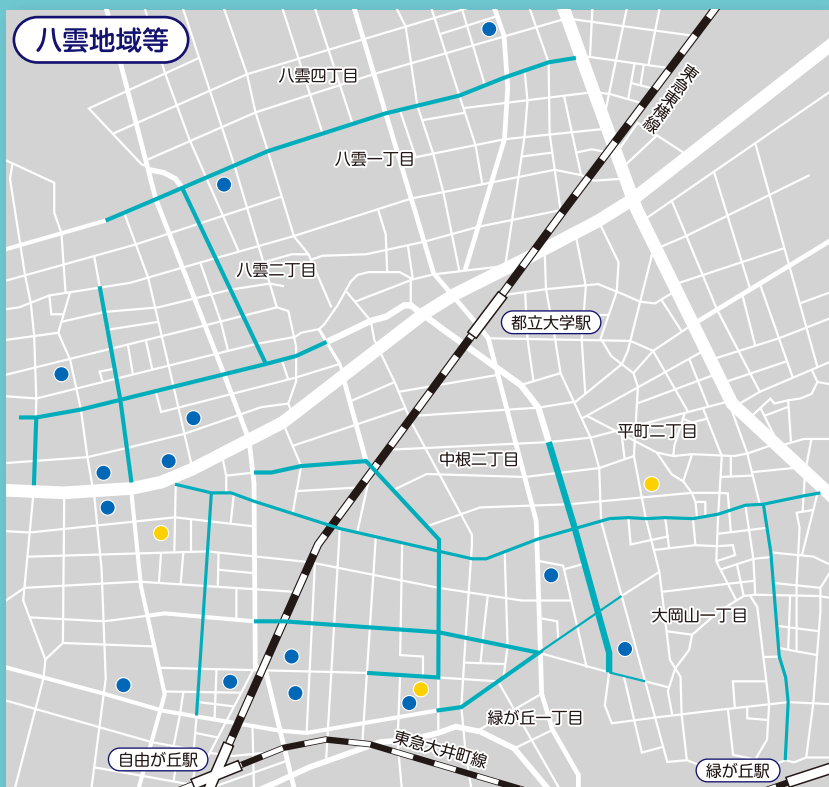 八雲地域等
八雲四丁目
東急東横線
八雲一丁目
八雲二丁目
都立大学駅
平町二丁目
中根二丁目
大岡山一丁目
緑が丘一丁目
東急大井町線
自由が丘駅
緑が丘駅